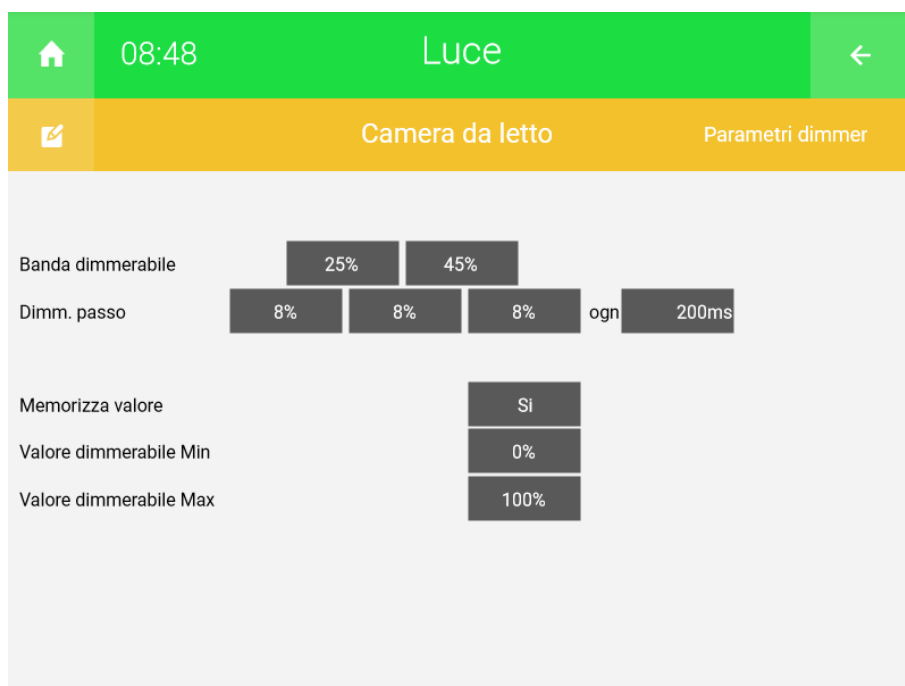 08:48 Luce
Camera da letto Parametri dimmer
Banda dimmerabile 25% 45%
Dimm. passo 8% 8% 8% ogn 200ms
Memorizza valore Si
Valore dimmerabile Min 0%
Valore dimmerabile Max 100%